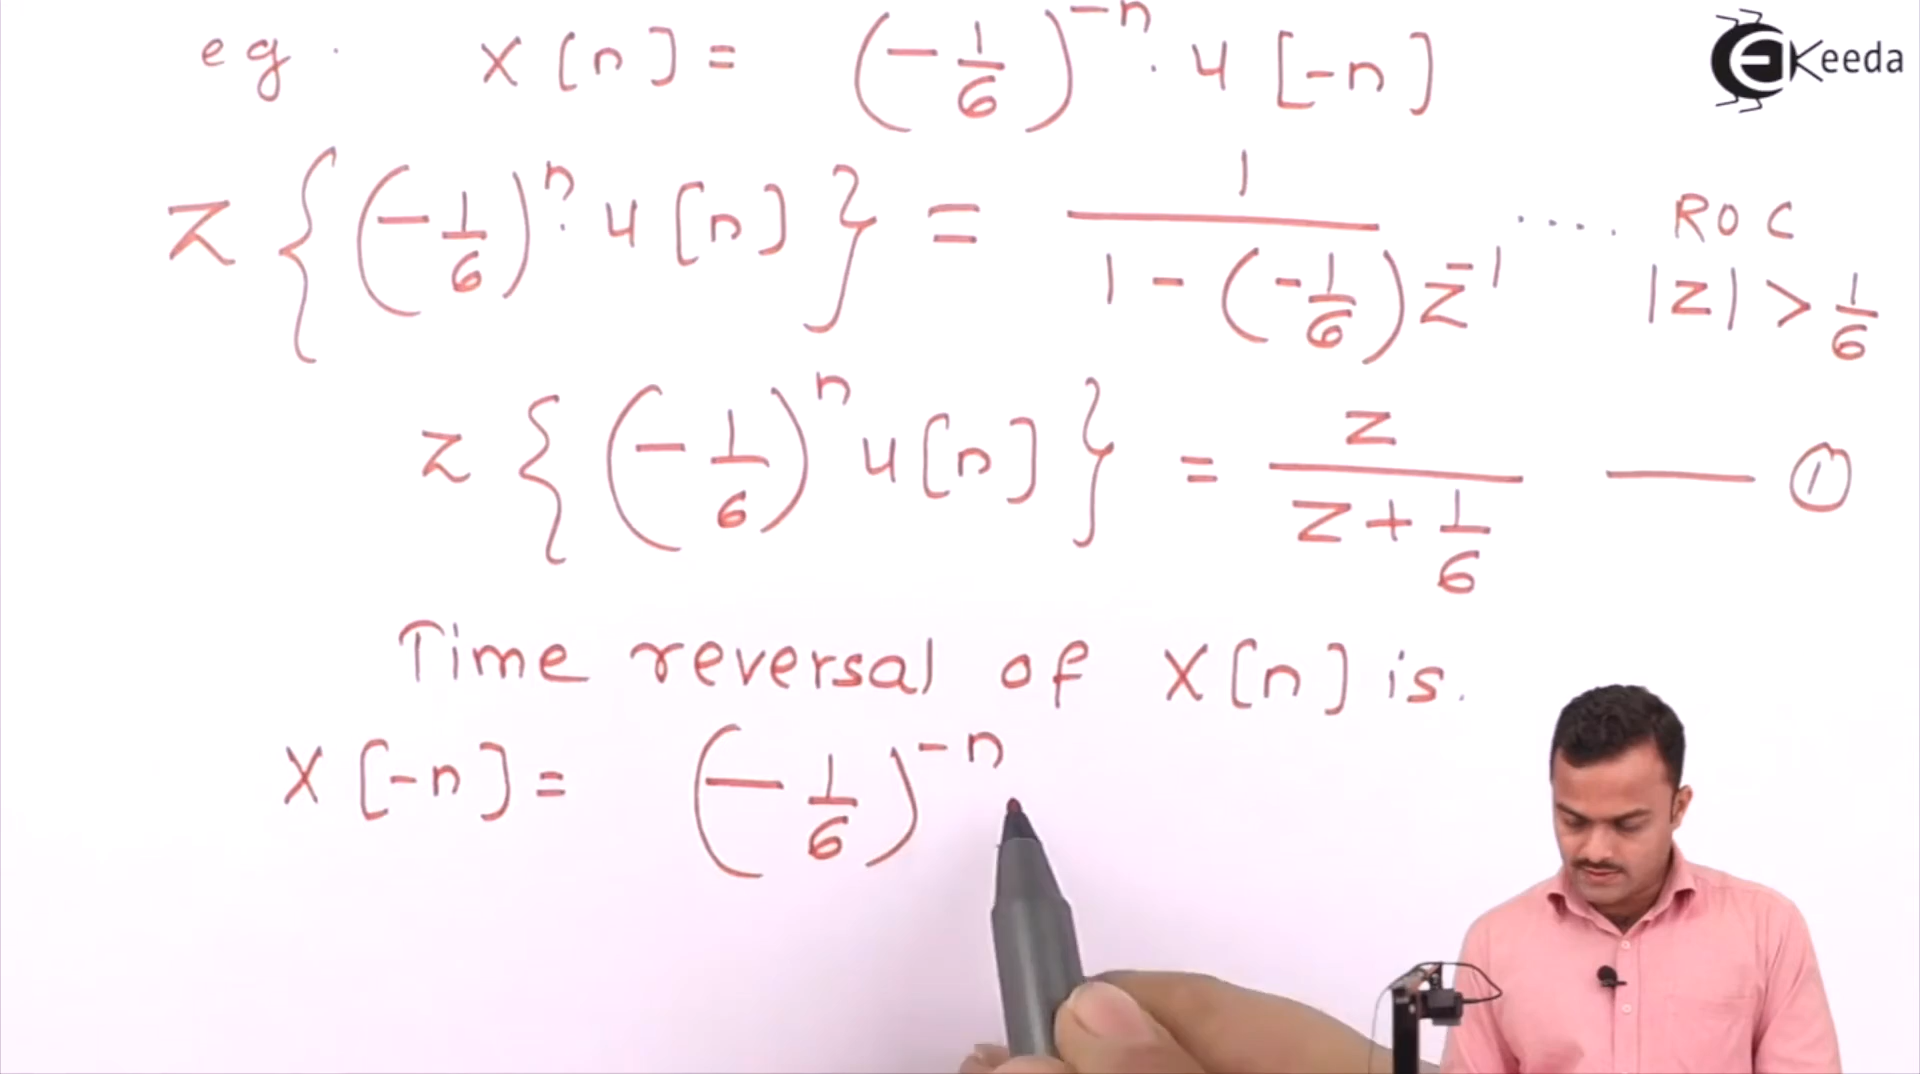 eg. x[n] = (-1/6)^-n . u[-n]
EKeeda
z{(-1/6)^n . u[n]} = 1/(1-(-1/6)z^-1) .... ROC |z| > 1/6
z{(-1/6)^n u[n]} = z/(z+1/6) — ①
Time reversal of x[n] is.
x[-n] = (-1/6)^-n